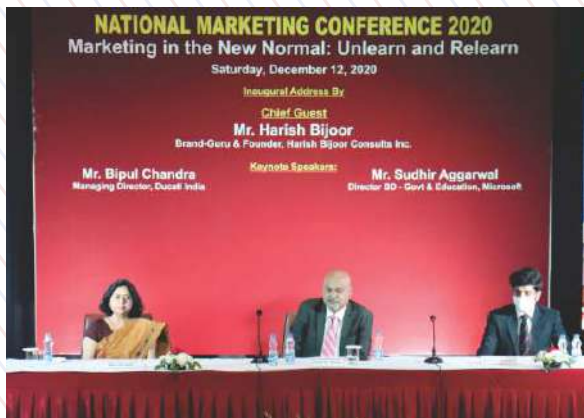 NATIONAL MARKETING CONFERENCE 2020
Marketing in the New Normal: Unlearn and Relearn
Saturday, December 12, 2020
Inaugural Address By
Chief Guest
Mr. Harish Bijoor
Brand-Guru & Founder, Harish Bijoor Consults Inc.
Keynote Speakers:
Mr. Bipul Chandra
Managing Director, Ducati India
Mr. Sudhir Aggarwal
Director BD - Govt & Education, Microsoft